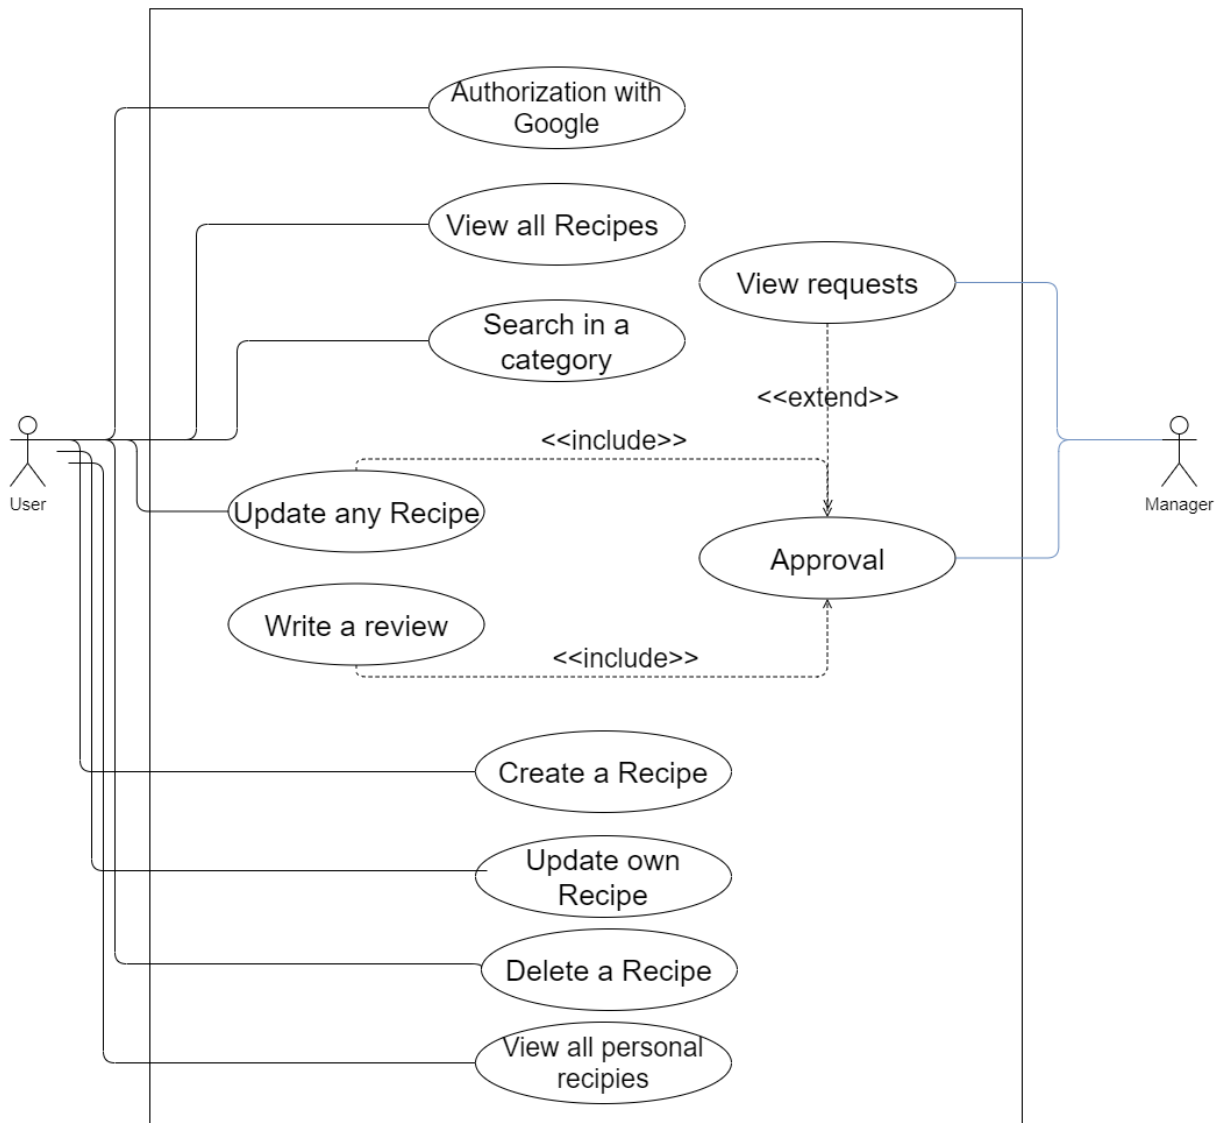 Authorization with
Google
View all Recipes
View requests
Search in a
category
<<extend>>
<<include>>
User
Manager
Update any Recipe
Approval
Write a review
<<include>>
Create a Recipe
Update own
Recipe
Delete a Recipe
View all personal
recipies